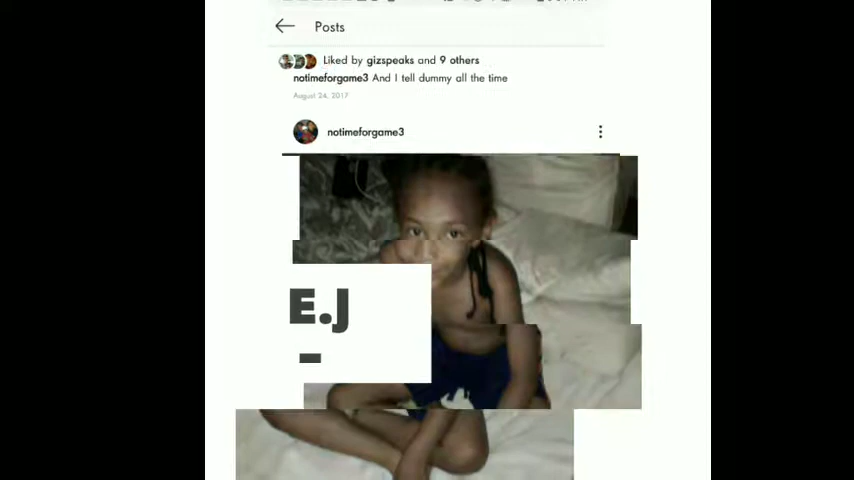 Posts
Liked by gizspeaks and 9 others
notimeforgame3 And I tell dummy all the time
August 24, 2017
notimeforgame3
E.J
-